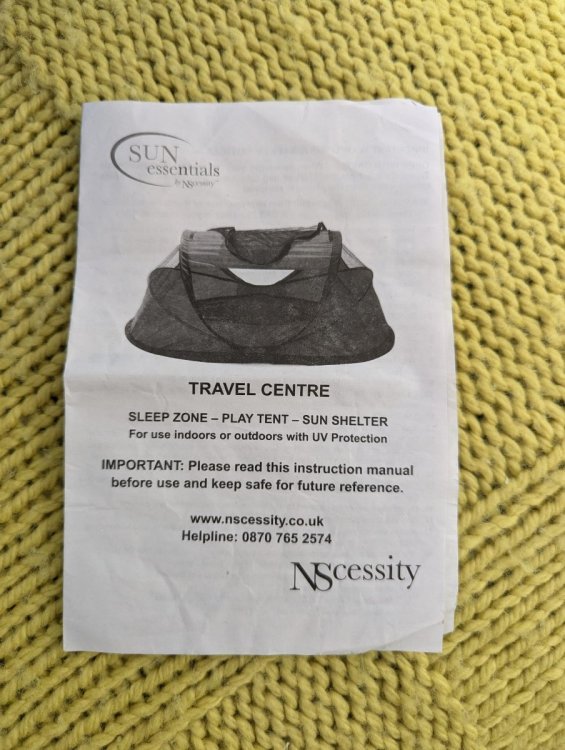 SUN
essentials
by NScessity™
TRAVEL CENTRE
SLEEP ZONE – PLAY TENT – SUN SHELTER
For use indoors or outdoors with UV Protection
IMPORTANT: Please read this instruction manual
before use and keep safe for future reference.
www.nscessity.co.uk
Helpline: 0870 765 2574
NScessity